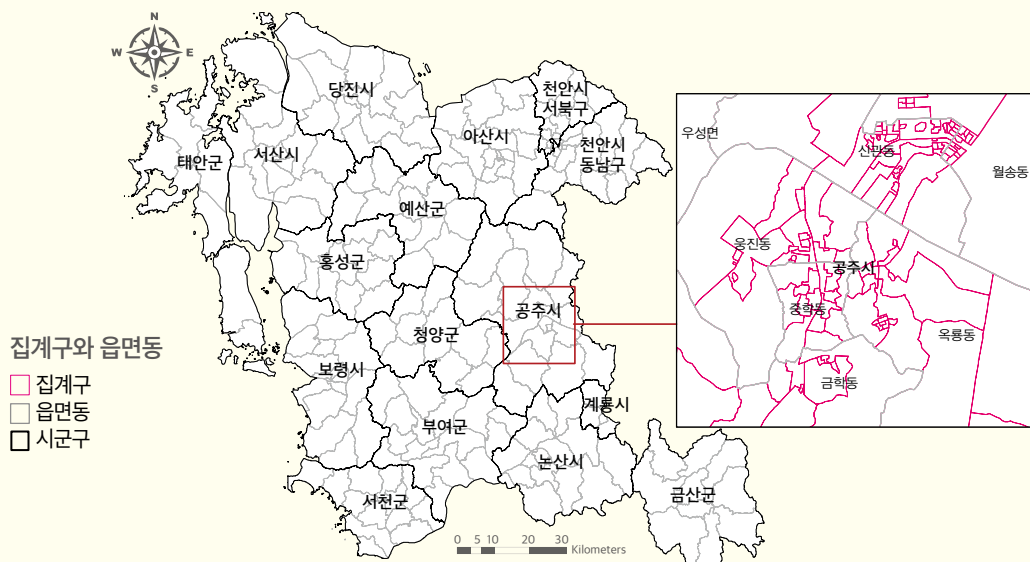 N
W
E
S
당진시
천안시
서북구
아산시
천안시
동남구
태안군
서산시
예산군
홍성군
공주시
청양군
보령시
계룡시
부여군
논산시
서천군
금산군
우성면
신관동
월송동
웅진동
공주시
중학동
옥룡동
금학동
집계구와 읍면동
집계구
읍면동
시군구
0 5 10 20 30
Kilometers